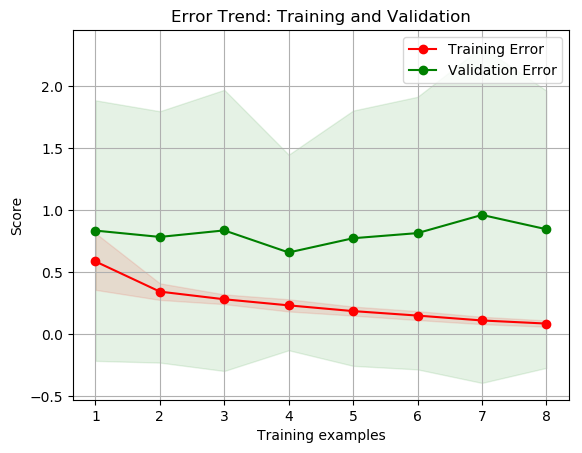 Error Trend: Training and Validation
Training Error
Validation Error
Score
2.0
1.5
1.0
0.5
0.0
−0.5
1 2 3 4 5 6 7 8
Training examples